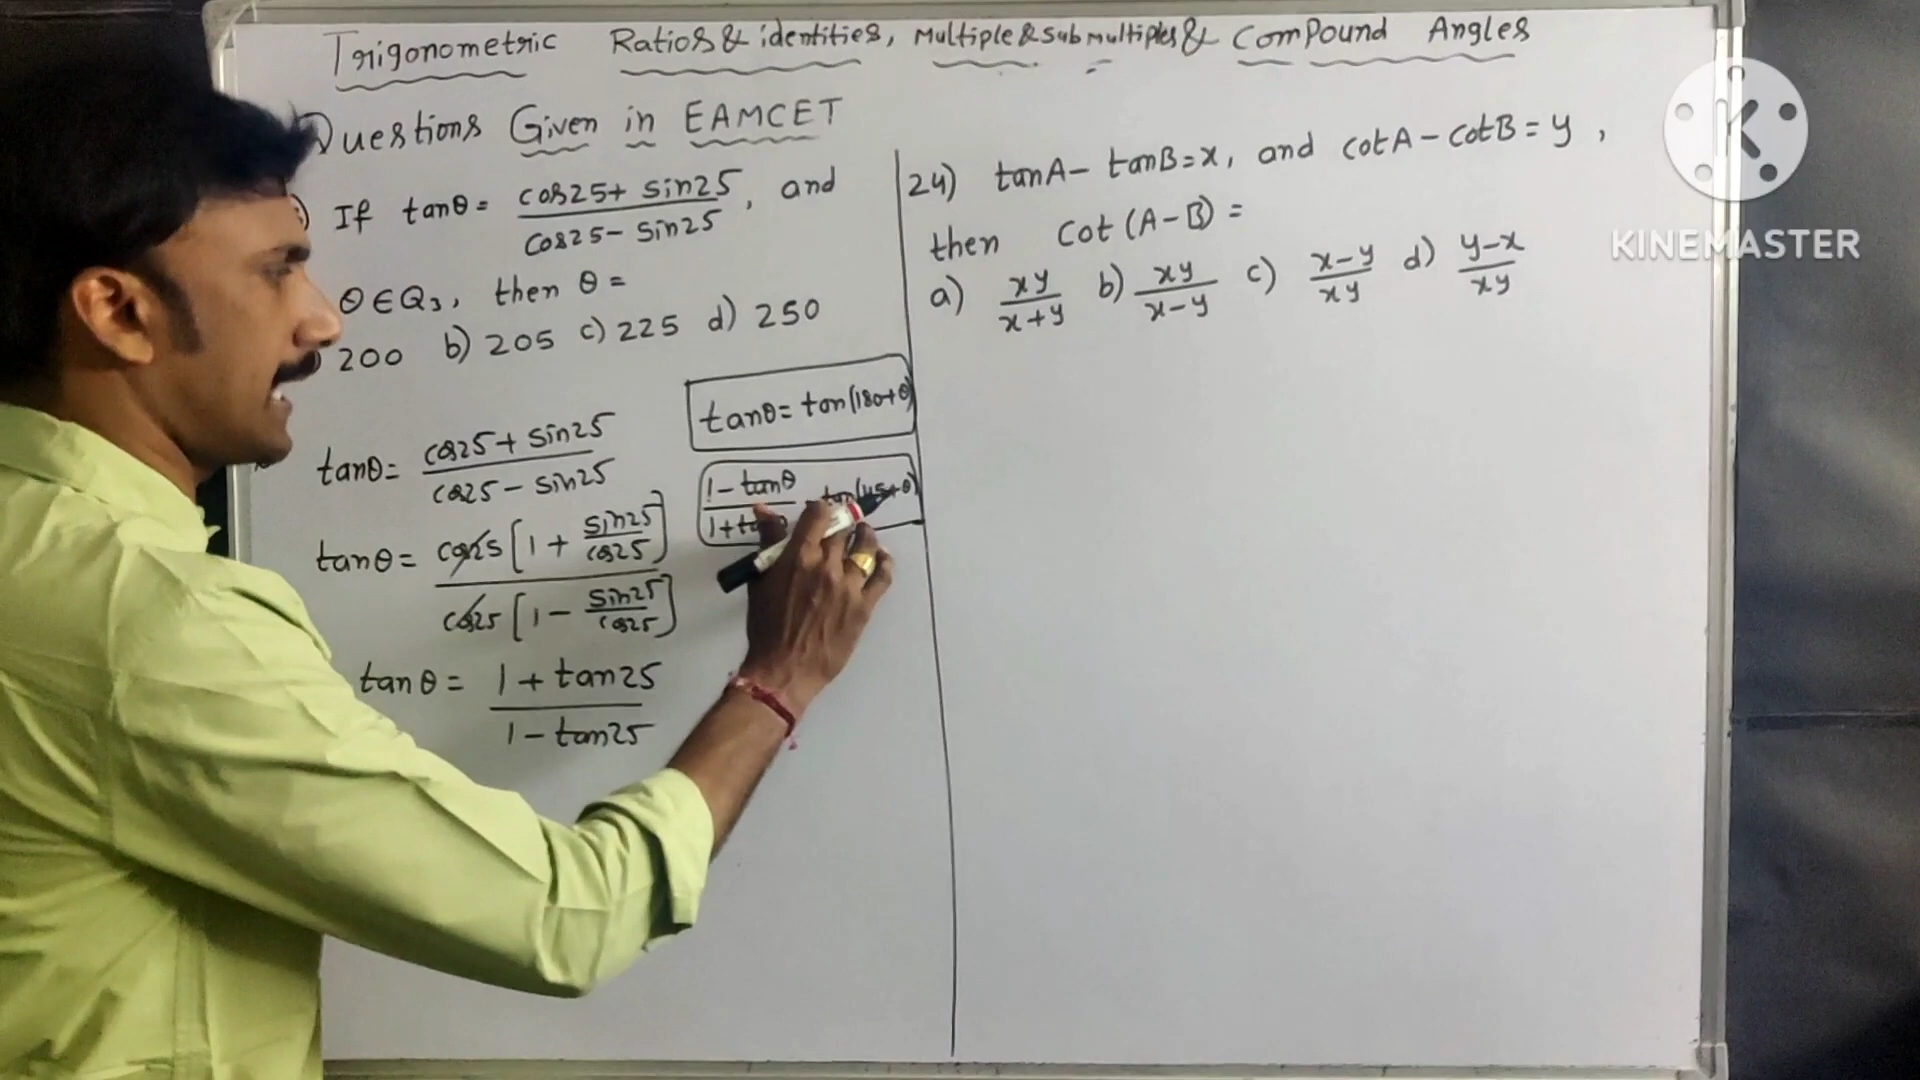 Trigonometric Ratios & identities, Multiple & submultiples & Compound Angles
Questions Given in EAMCET
) If tanθ = cos25 + sin25 / cos25 - sin25 , and
θ ∈ Q₃, then θ =
200 b) 205 c) 225 d) 250
tanθ = tan(180+θ)
tanθ = cos25 + sin25 / cos25 - sin25
1 - tanθ / 1 + tan(45+θ)
tanθ = cos25 [1 + sin25/cos25] / cos25 [1 - sin25/cos25]
tanθ = 1 + tan25 / 1 - tan25
24) tanA - tanB = x, and cotA - cotB = y ,
then cot(A-B) =
a) xy / x+y b) xy / x-y c) x-y / xy d) y-x / xy
KINEMASTER